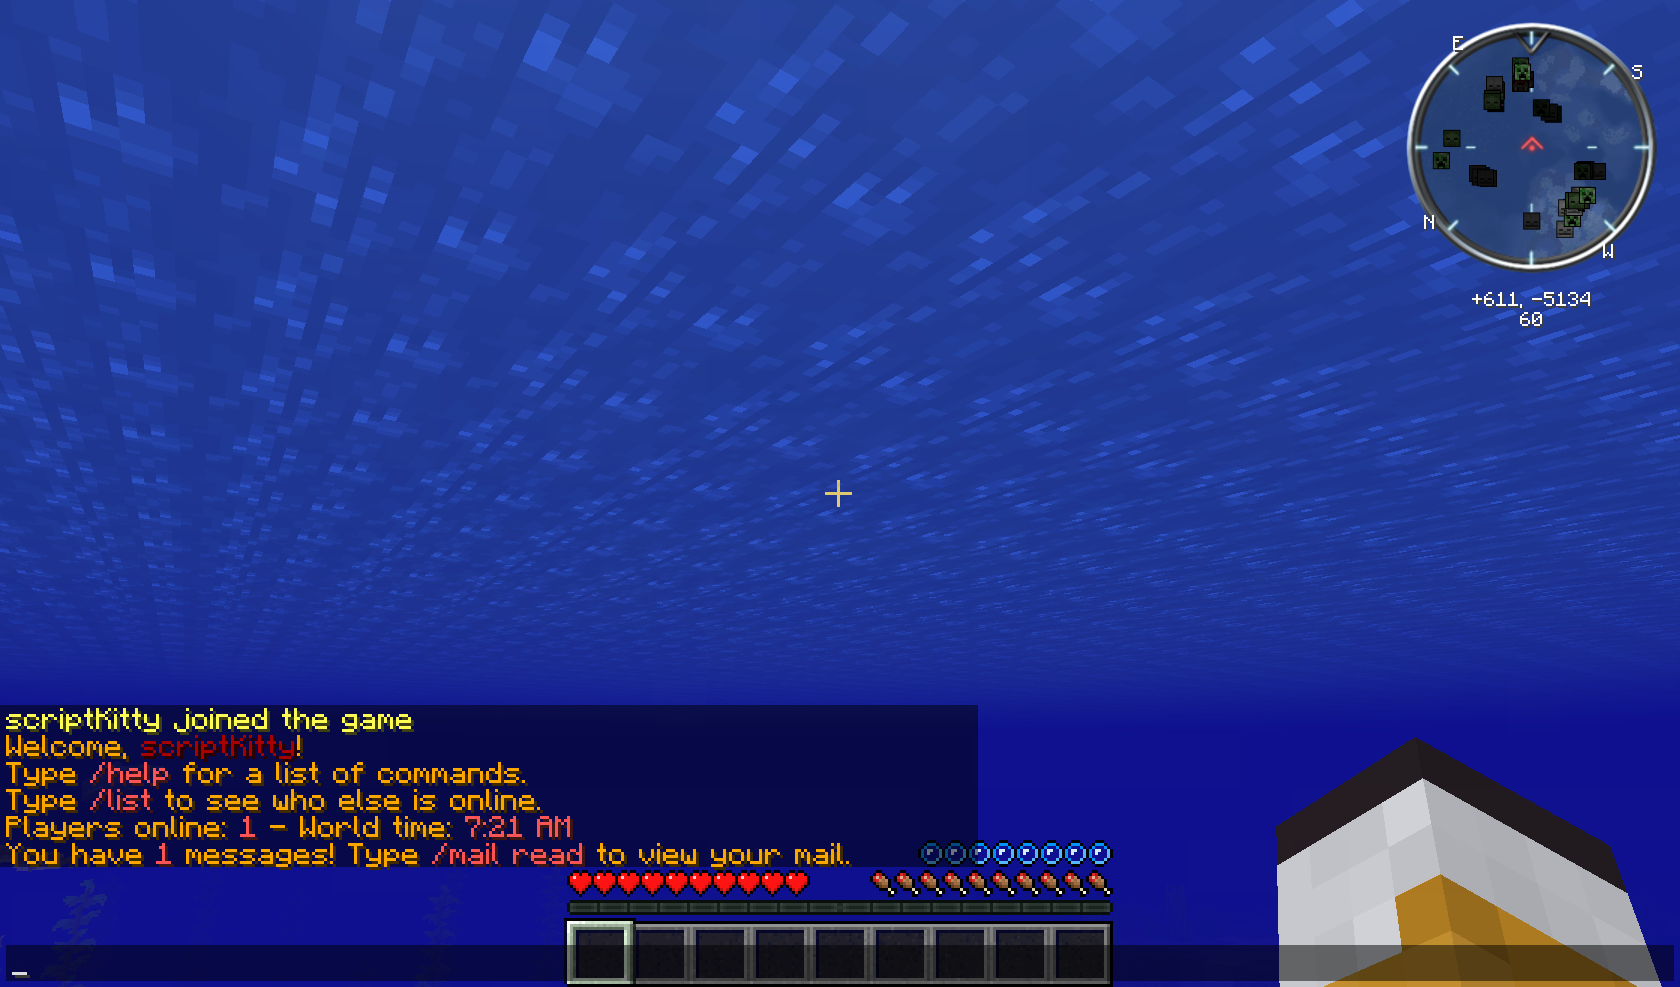 E
S
N
W
+611, -5134
60
scriptKitty joined the game
Welcome, scriptKitty!
Type /help for a list of commands.
Type /list to see who else is online.
Players online: 1 - World time: 7:21 AM
You have 1 messages! Type /mail read to view your mail.
_